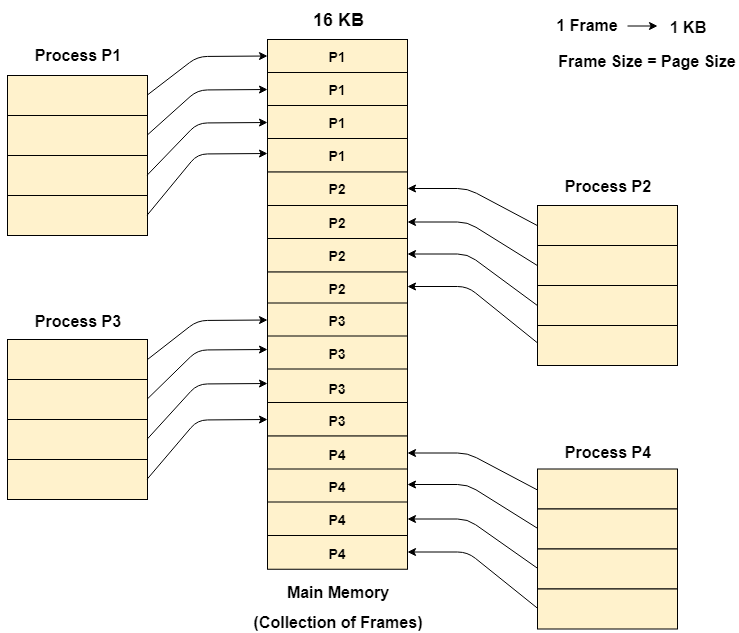 16 KB
1 Frame → 1 KB
Frame Size = Page Size
Process P1
P1
P1
P1
P1
P2
P2
P2
P2
Process P2
Process P3
P3
P3
P3
P3
P4
P4
P4
P4
Process P4
Main Memory
(Collection of Frames)